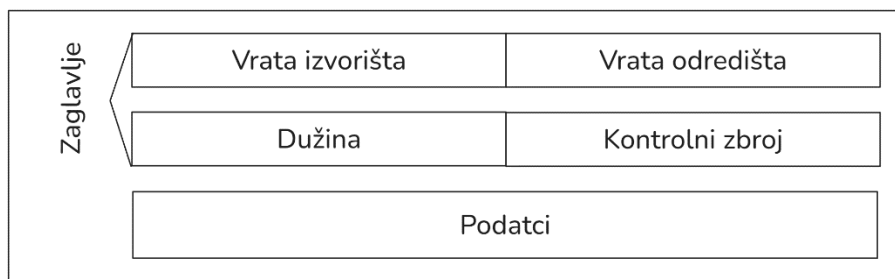 Zaglavlje
Vrata izvorišta
Vrata odredišta
Dužina
Kontrolni zbroj
Podatci